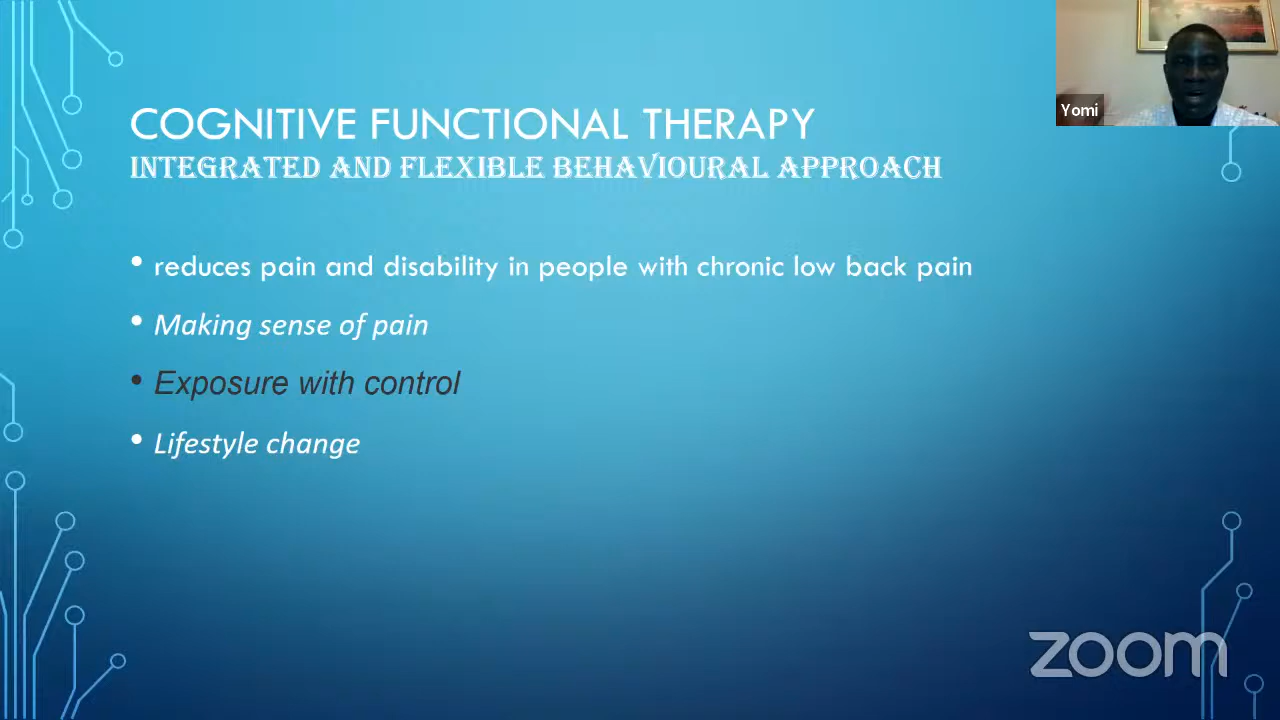 COGNITIVE FUNCTIONAL THERAPY
INTEGRATED AND FLEXIBLE BEHAVIOURAL APPROACH
• reduces pain and disability in people with chronic low back pain
• Making sense of pain
• Exposure with control
• Lifestyle change
Yomi
zoom